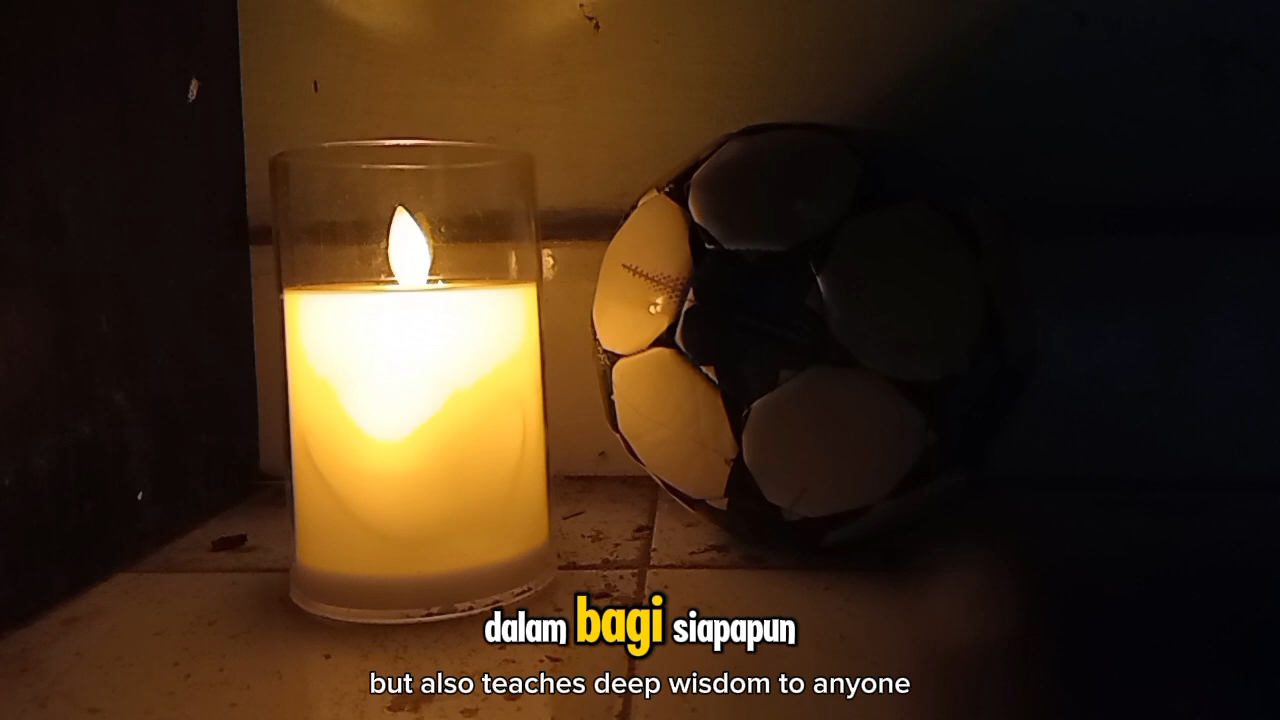 dalam bagi siapapun
but also teaches deep wisdom to anyone